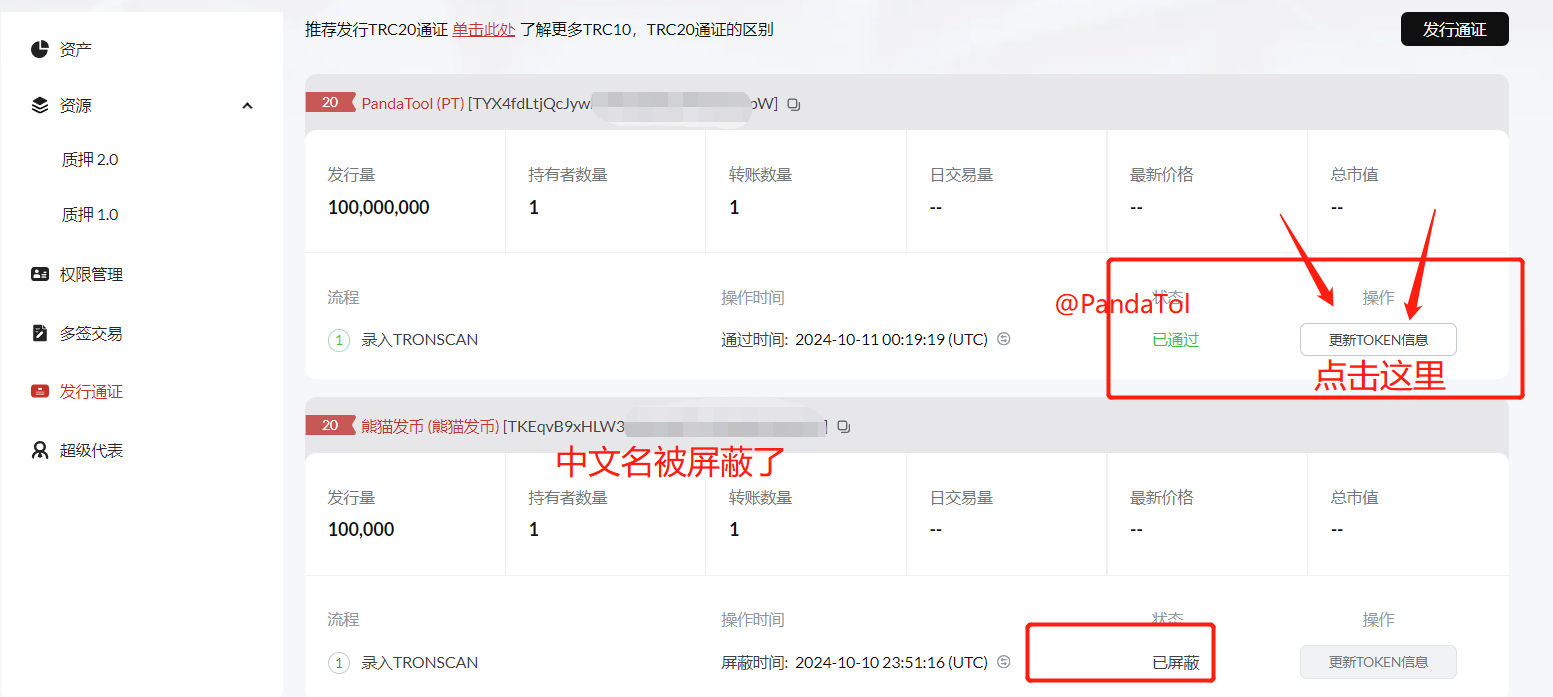 推荐发行TRC20通证 单击此处 了解更多TRC10，TRC20通证的区别
发行通证
资产
资源
质押 2.0
质押 1.0
权限管理
多签交易
发行通证
超级代表
20 PandaTool (PT) [TYX4fdLtjQcJyw pW]
发行量 持有者数量 转账数量 日交易量 最新价格 总市值
100,000,000 1 1 -- -- --
流程 操作时间 状态 操作
@PandaTol
1 录入TRONSCAN 通过时间: 2024-10-11 00:19:19 (UTC) 已通过 更新TOKEN信息
点击这里
20 熊猫发币 (熊猫发币) [TKEqvB9xHLW3 ]
中文名被屏蔽了
发行量 持有者数量 转账数量 日交易量 最新价格 总市值
100,000 1 1 -- -- --
流程 操作时间 状态 操作
1 录入TRONSCAN 屏蔽时间: 2024-10-10 23:51:16 (UTC) 已屏蔽 更新TOKEN信息